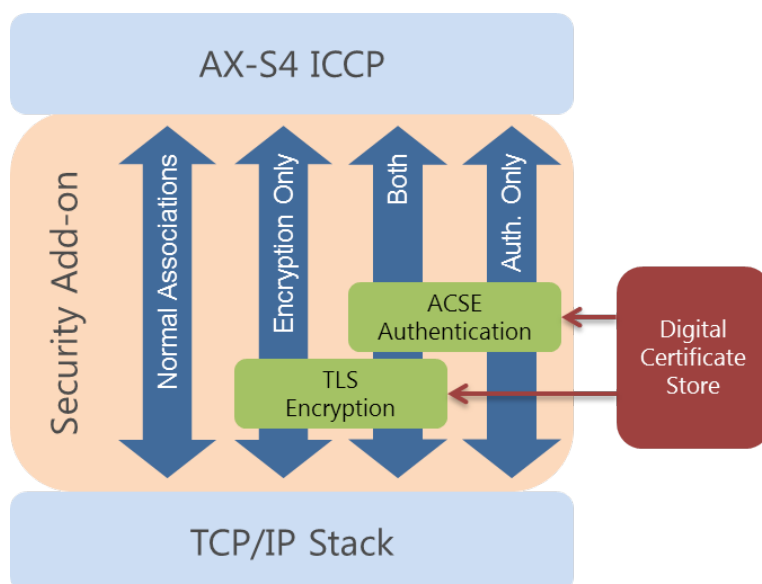 AX-S4 ICCP
Security Add-on
Normal Associations
Encryption Only
Both
Auth. Only
ACSE
Authentication
TLS
Encryption
Digital
Certificate
Store
TCP/IP Stack